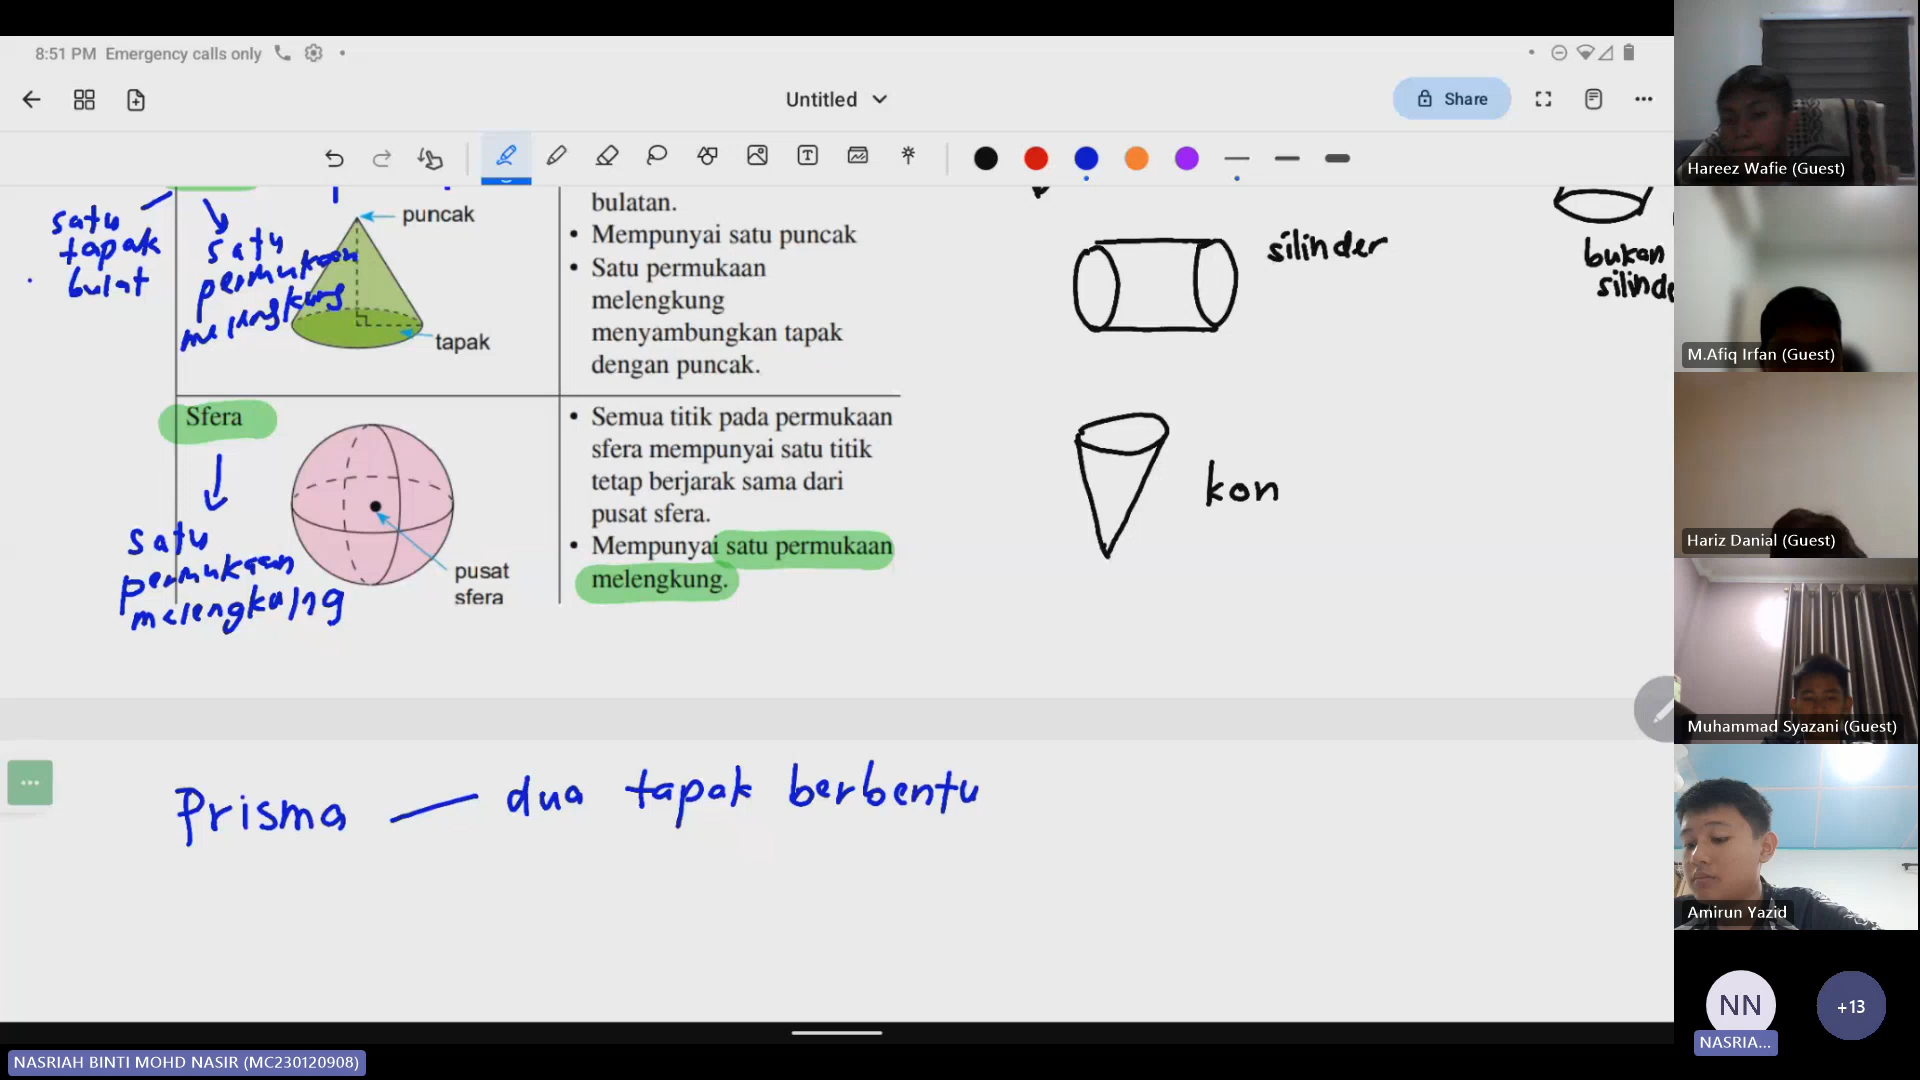 8:51 PM Emergency calls only
Untitled
Share
satu
tapak
bulat
satu
permukaan
melengkung
puncak
tapak
bulatan.
• Mempunyai satu puncak
• Satu permukaan
melengkung
menyambungkan tapak
dengan puncak.
silinder
bukan
Sfera
satu
permukaan
melengkung
pusat
sfera
• Semua titik pada permukaan
sfera mempunyai satu titik
tetap berjarak sama dari
pusat sfera.
• Mempunyai satu permukaan
melengkung.
kon
Prisma — dua tapak berbentu
Hareez Wafie (Guest)
M.Afiq Irfan (Guest)
Hariz Danial (Guest)
Muhammad Syazani (Guest)
Amirun Yazid
NN
+13
NASRIA...
NASRIAH BINTI MOHD NASIR (MC230120908)